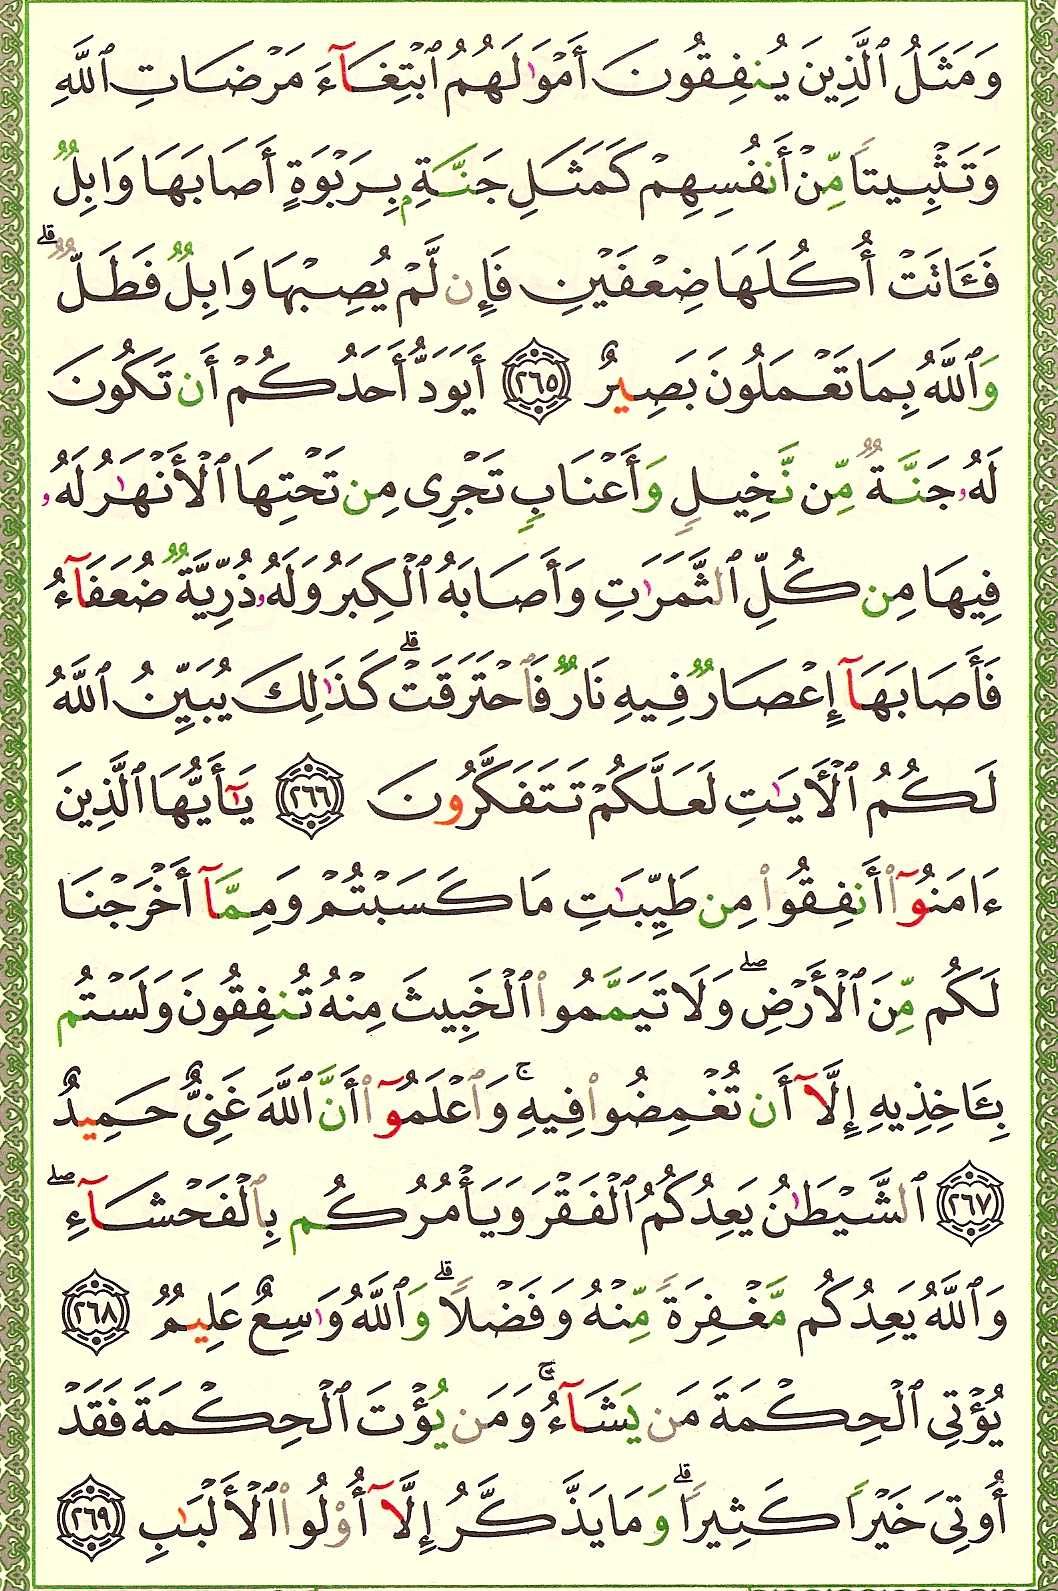 وَمَثَلُ ٱلَّذِينَ يُنفِقُونَ أَمْوَٰلَهُمُ ٱبْتِغَآءَ مَرْضَاتِ ٱللَّهِ
وَتَثْبِيتًا مِّنْ أَنفُسِهِمْ كَمَثَلِ جَنَّةٍۭ بِرَبْوَةٍ أَصَابَهَا وَابِلٌ
فَـَٔاتَتْ أُكُلَهَا ضِعْفَيْنِ فَإِن لَّمْ يُصِبْهَا وَابِلٌ فَطَلٌّ ۗ
وَٱللَّهُ بِمَا تَعْمَلُونَ بَصِيرٌ ٢٦٥ أَيَوَدُّ أَحَدُكُمْ أَن تَكُونَ
لَهُۥ جَنَّةٌ مِّن نَّخِيلٍ وَأَعْنَابٍ تَجْرِى مِن تَحْتِهَا ٱلْأَنْهَٰرُ لَهُۥ
فِيهَا مِن كُلِّ ٱلثَّمَرَٰتِ وَأَصَابَهُ ٱلْكِبَرُ وَلَهُۥ ذُرِّيَّةٌ ضُعَفَآءُ
فَأَصَابَهَآ إِعْصَارٌ فِيهِ نَارٌ فَٱحْتَرَقَتْ ۗ كَذَٰلِكَ يُبَيِّنُ ٱللَّهُ
لَكُمُ ٱلْأَيَٰتِ لَعَلَّكُمْ تَتَفَكَّرُونَ ٢٦٦ يَٰٓأَيُّهَا ٱلَّذِينَ
ءَامَنُوٓا۟ أَنفِقُوا۟ مِن طَيِّبَٰتِ مَا كَسَبْتُمْ وَمِمَّآ أَخْرَجْنَا
لَكُم مِّنَ ٱلْأَرْضِ ۖ وَلَا تَيَمَّمُوا۟ ٱلْخَبِيثَ مِنْهُ تُنفِقُونَ وَلَسْتُم
بِـَٔاخِذِيهِ إِلَّآ أَن تُغْمِضُوا۟ فِيهِ ۚ وَٱعْلَمُوٓا۟ أَنَّ ٱللَّهَ غَنِىٌّ حَمِيدٌ
٢٦٧ ٱلشَّيْطَٰنُ يَعِدُكُمُ ٱلْفَقْرَ وَيَأْمُرُكُم بِٱلْفَحْشَآءِ ۖ
وَٱللَّهُ يَعِدُكُم مَّغْفِرَةً مِّنْهُ وَفَضْلًا ۗ وَٱللَّهُ وَٰسِعٌ عَلِيمٌ ٢٦٨
يُؤْتِى ٱلْحِكْمَةَ مَن يَشَآءُ ۚ وَمَن يُؤْتَ ٱلْحِكْمَةَ فَقَدْ
أُوتِىَ خَيْرًا كَثِيرًا ۗ وَمَا يَذَّكَّرُ إِلَّآ أُو۟لُوا۟ ٱلْأَلْبَٰبِ ٢٦٩